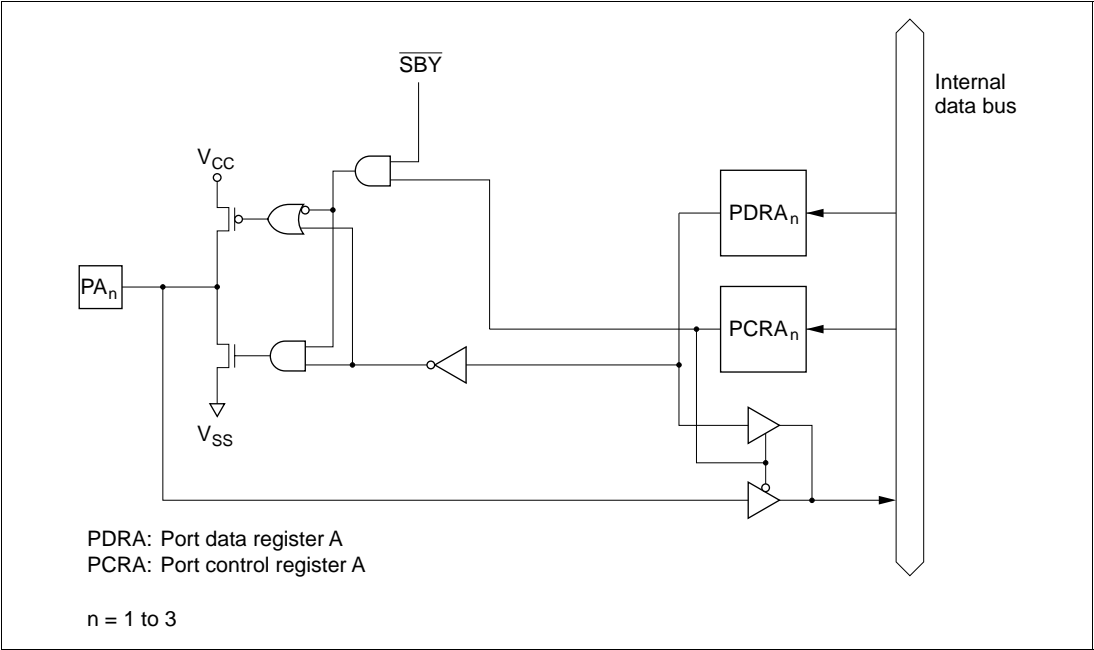 SBY
Internal
data bus
VCC
PDRAn
PAn
PCRAn
VSS
PDRA: Port data register A
PCRA: Port control register A
n = 1 to 3